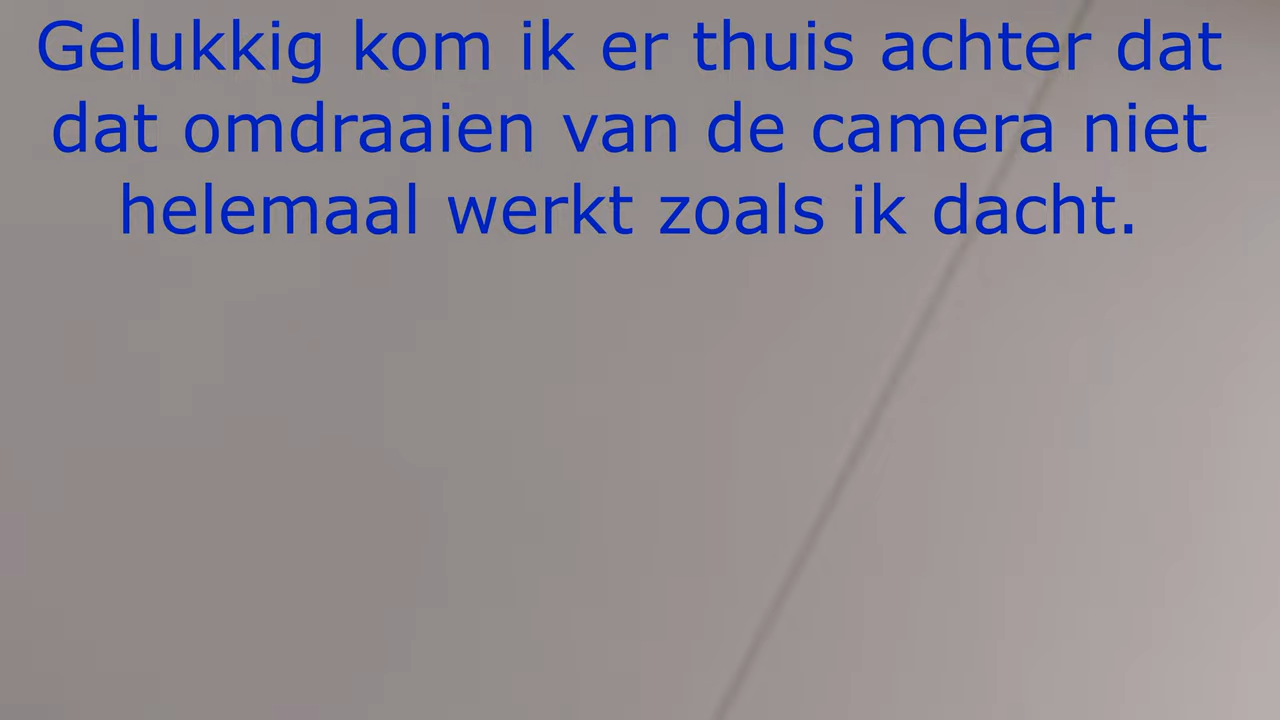 Gelukkig kom ik er thuis achter dat
dat omdraaien van de camera niet
helemaal werkt zoals ik dacht.